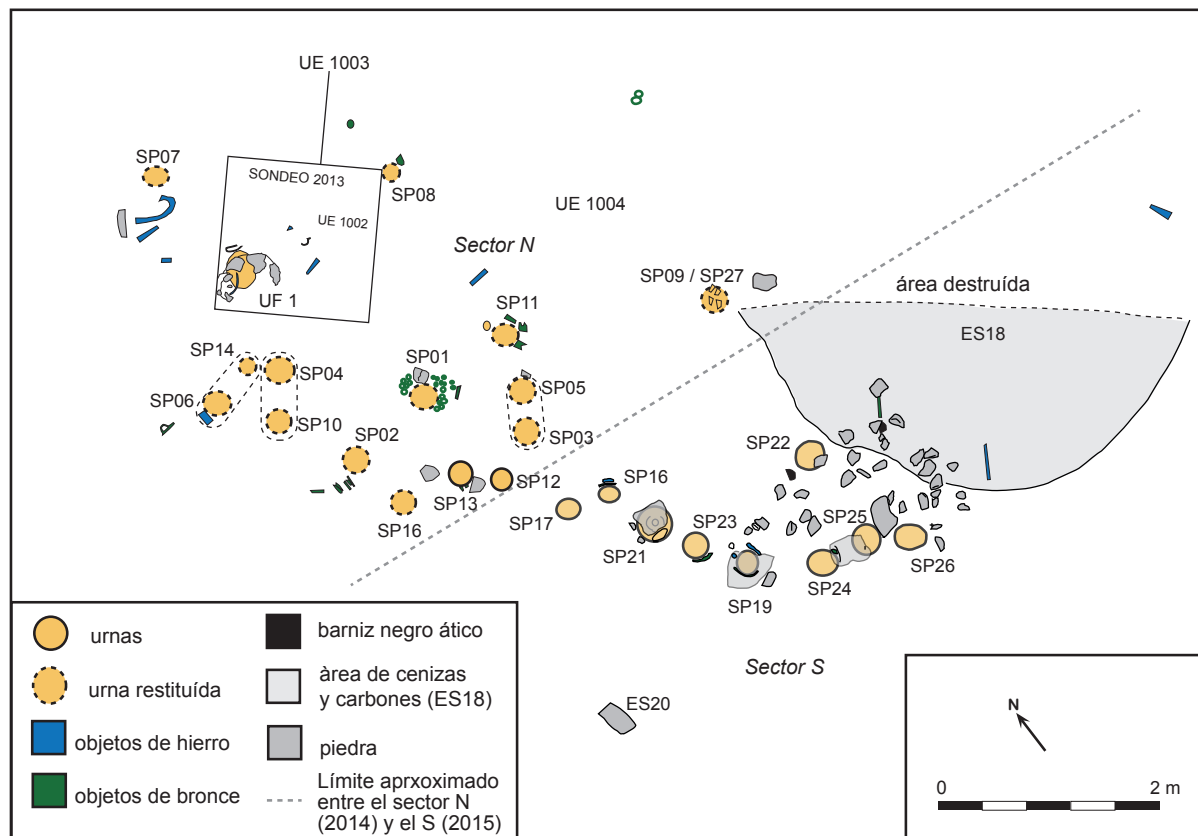 UE 1003
SP07
SONDEO 2013
SP08
UE 1002
UE 1004
Sector N
UF 1
SP09 / SP27
área destruída
ES18
SP11
SP14
SP04
SP01
SP05
SP06
SP10
SP02
SP03
SP22
SP13
SP12
SP16
SP16
SP17
SP21
SP23
SP25
SP26
SP24
SP19
Sector S
ES20
urnas
urna restituída
objetos de hierro
objetos de bronce
barniz negro ático
àrea de cenizas
y carbones (ES18)
piedra
Límite aprxoximado
entre el sector N
(2014) y el S (2015)
N
0 2 m